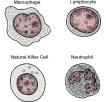 Macrophage
Lymphocyte
Natural Killer Cell
Neutrophil